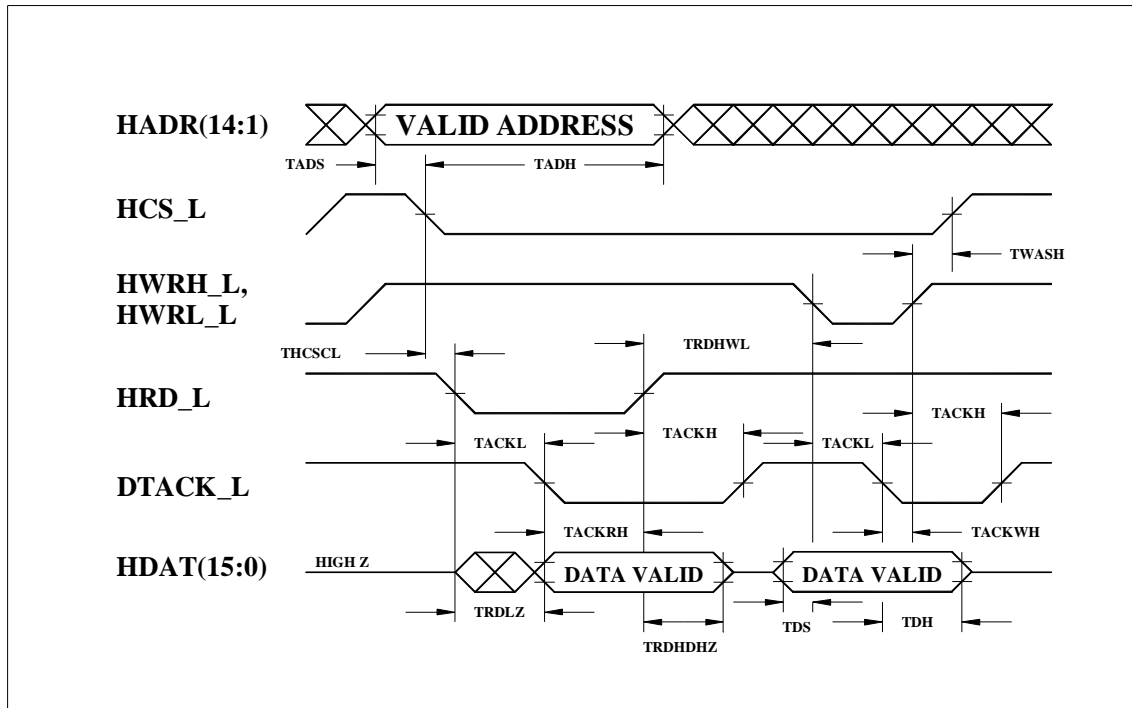 HADR(14:1)
VALID ADDRESS
TADS
TADH
HCS_L
TWASH
HWRH_L,
HWRL_L
THCSCL
TRDHWL
HRD_L
TACKH
TACKL
TACKH
TACKL
DTACK_L
TACKRH
TACKWH
HDAT(15:0)
HIGH Z
DATA VALID
DATA VALID
TRDLZ
TDS
TDH
TRDHDHZ